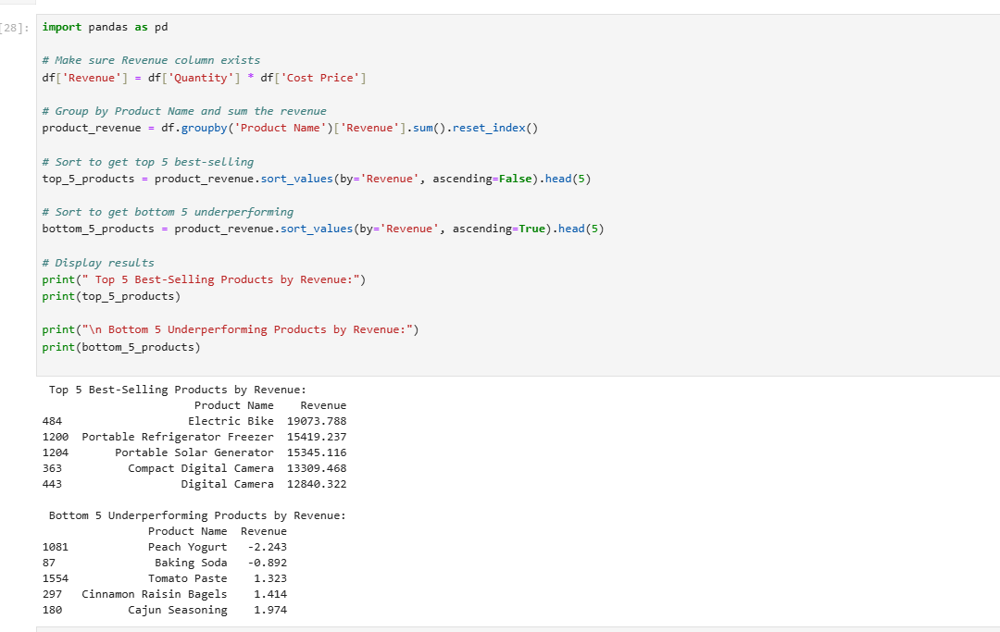 [28]:
import pandas as pd
# Make sure Revenue column exists
df['Revenue'] = df['Quantity'] * df['Cost Price']
# Group by Product Name and sum the revenue
product_revenue = df.groupby('Product Name')['Revenue'].sum().reset_index()
# Sort to get top 5 best-selling
top_5_products = product_revenue.sort_values(by='Revenue', ascending=False).head(5)
# Sort to get bottom 5 underperforming
bottom_5_products = product_revenue.sort_values(by='Revenue', ascending=True).head(5)
# Display results
print(" Top 5 Best-Selling Products by Revenue:")
print(top_5_products)
print("\n Bottom 5 Underperforming Products by Revenue:")
print(bottom_5_products)
Top 5 Best-Selling Products by Revenue:
Product Name Revenue
484 Electric Bike 19073.788
1200 Portable Refrigerator Freezer 15419.237
1204 Portable Solar Generator 15345.116
363 Compact Digital Camera 13309.468
443 Digital Camera 12840.322
Bottom 5 Underperforming Products by Revenue:
Product Name Revenue
1081 Peach Yogurt -2.243
87 Baking Soda -0.892
1554 Tomato Paste 1.323
297 Cinnamon Raisin Bagels 1.414
180 Cajun Seasoning 1.974